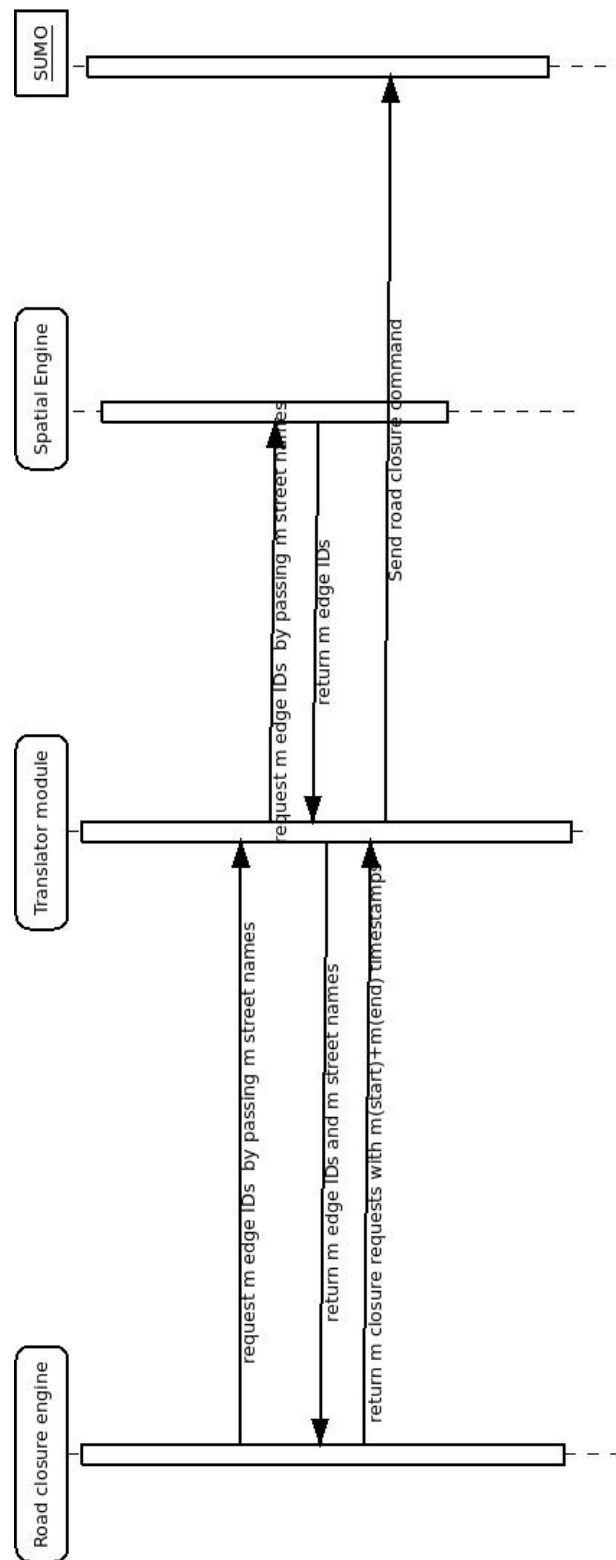 Road closure engine
Translator module
Spatial Engine
SUMO
request m edge IDs  by passing m street names
request m edge IDs  by passing m street names
return m edge IDs
return m edge IDs and m street names
return m closure requests with m(start)+m(end) timestamps
Send road closure command